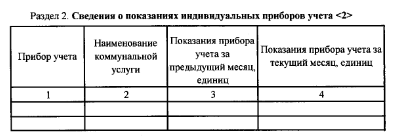 Раздел 2. Сведения о показаниях индивидуальных приборов учета <2>
Прибор учета
Наименование
коммунальной
услуги
Показания прибора
учета за
предыдущий месяц,
единиц
Показания прибора учета за
текущий месяц, единиц
1 2 3 4